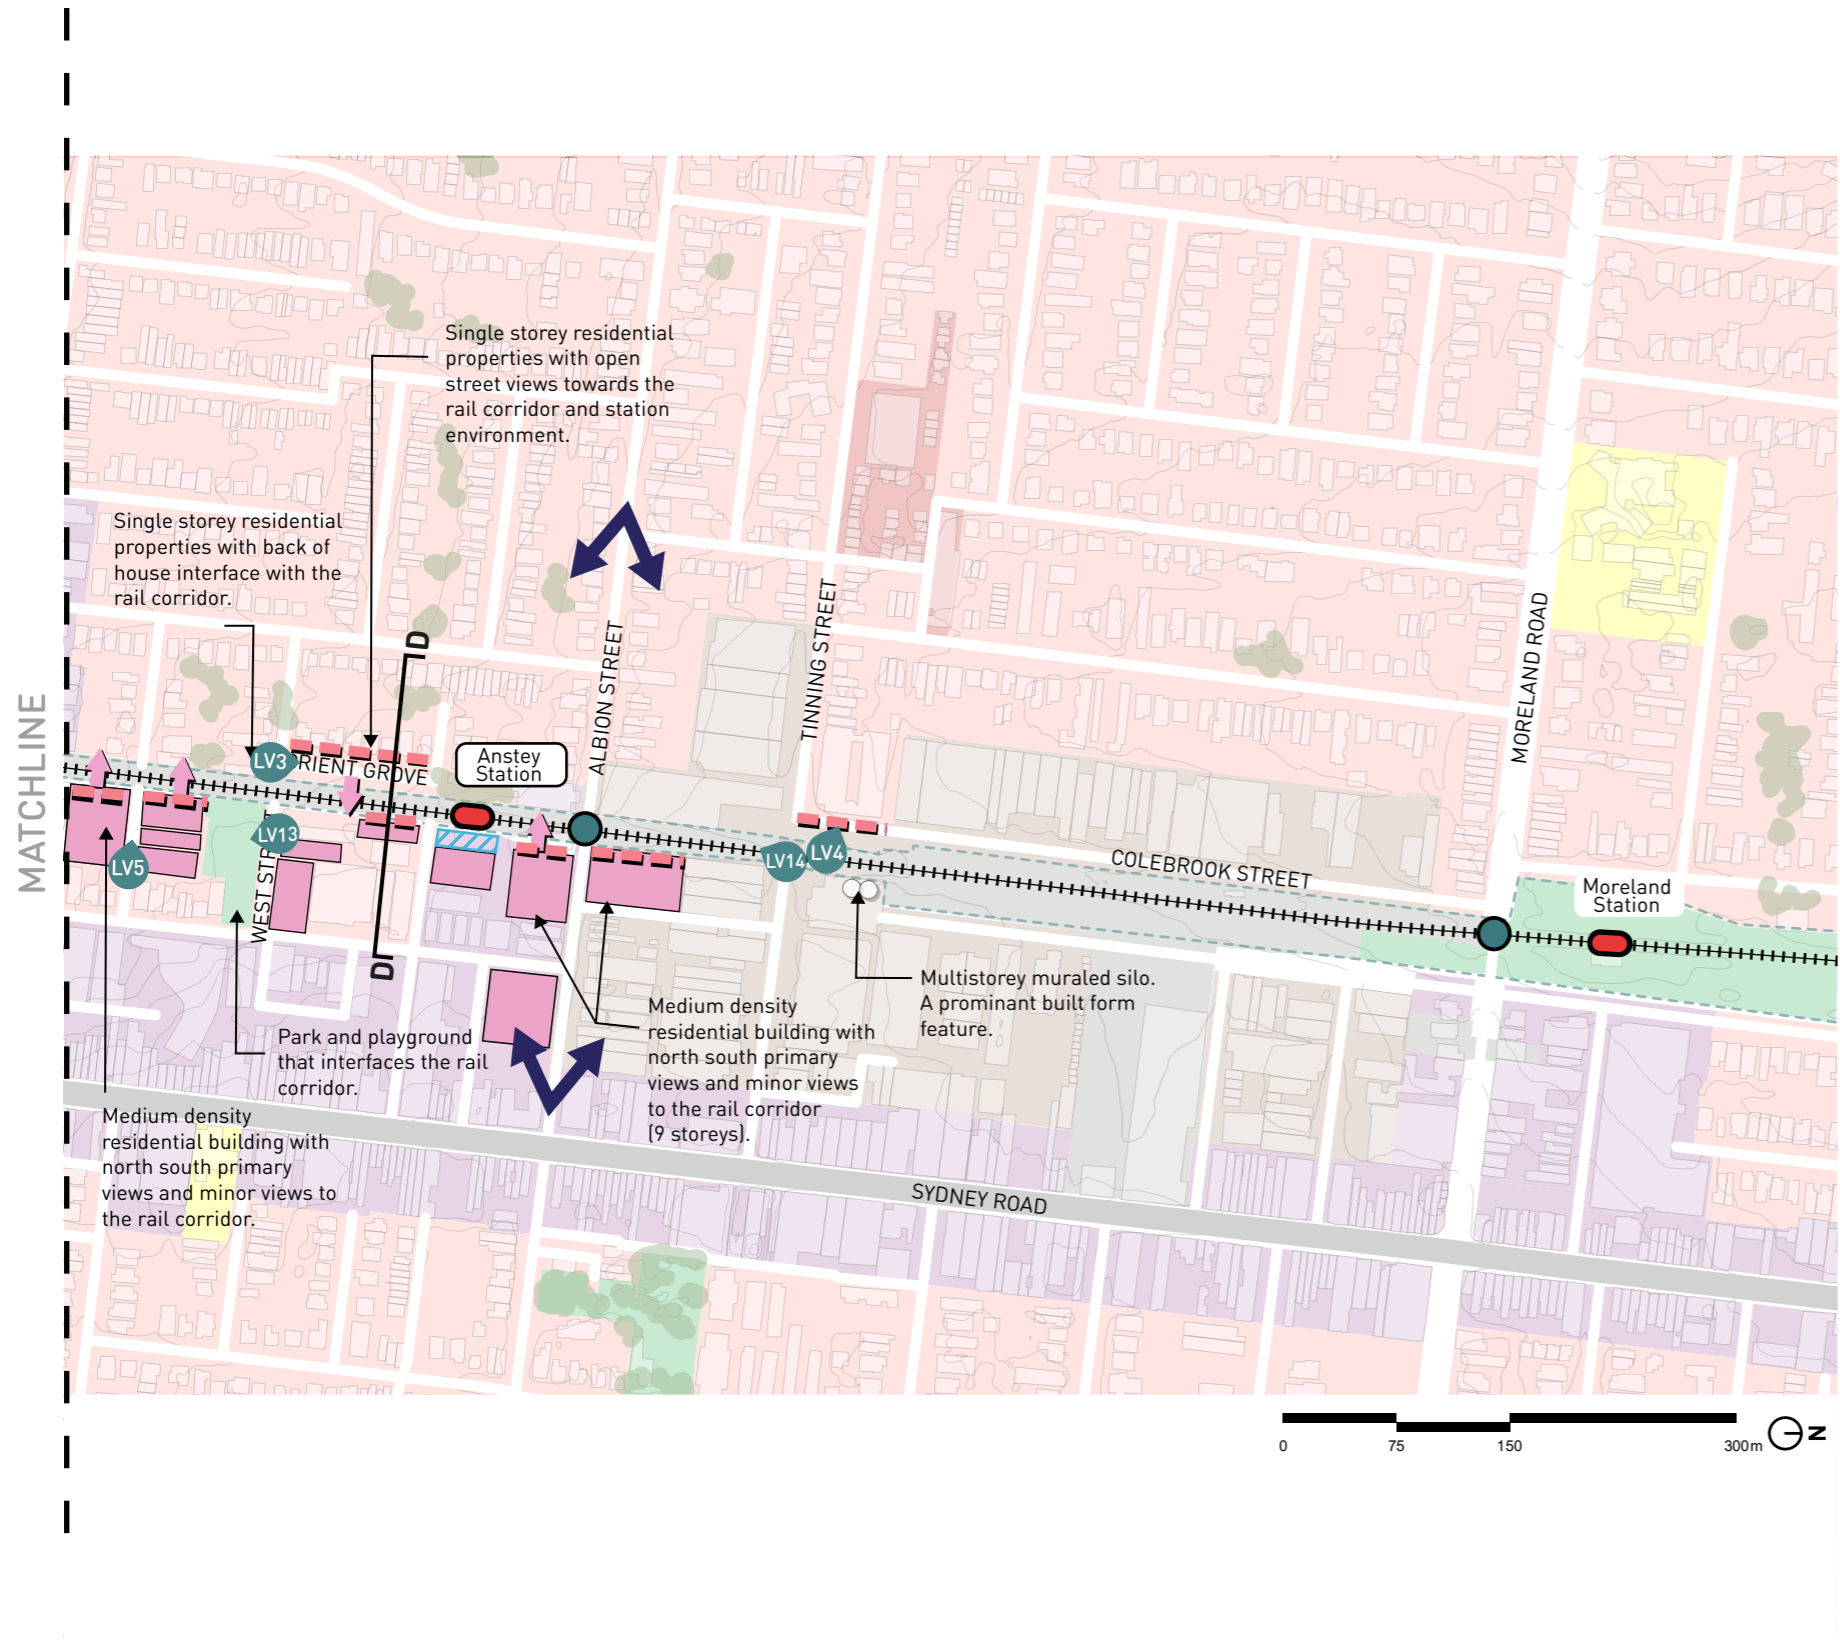 MATCHLINE
Single storey residential
properties with open
street views towards the
rail corridor and station
environment.
Single storey residential
properties with back of
house interface with the
rail corridor.
D
ALBION STREET
TINNING STREET
MORELAND ROAD
LV3
RIENT GROVE
Anstey
Station
LV13
LV5
WEST STR
LV14
LV4
COLEBROOK STREET
Moreland
Station
D
Multistorey muraled silo.
A prominant built form
feature.
Medium density
residential building with
north south primary
views and minor views
to the rail corridor
(9 storeys).
Park and playground
that interfaces the rail
corridor.
Medium density
residential building with
north south primary
views and minor views to
the rail corridor.
SYDNEY ROAD
0 75 150 300m
N